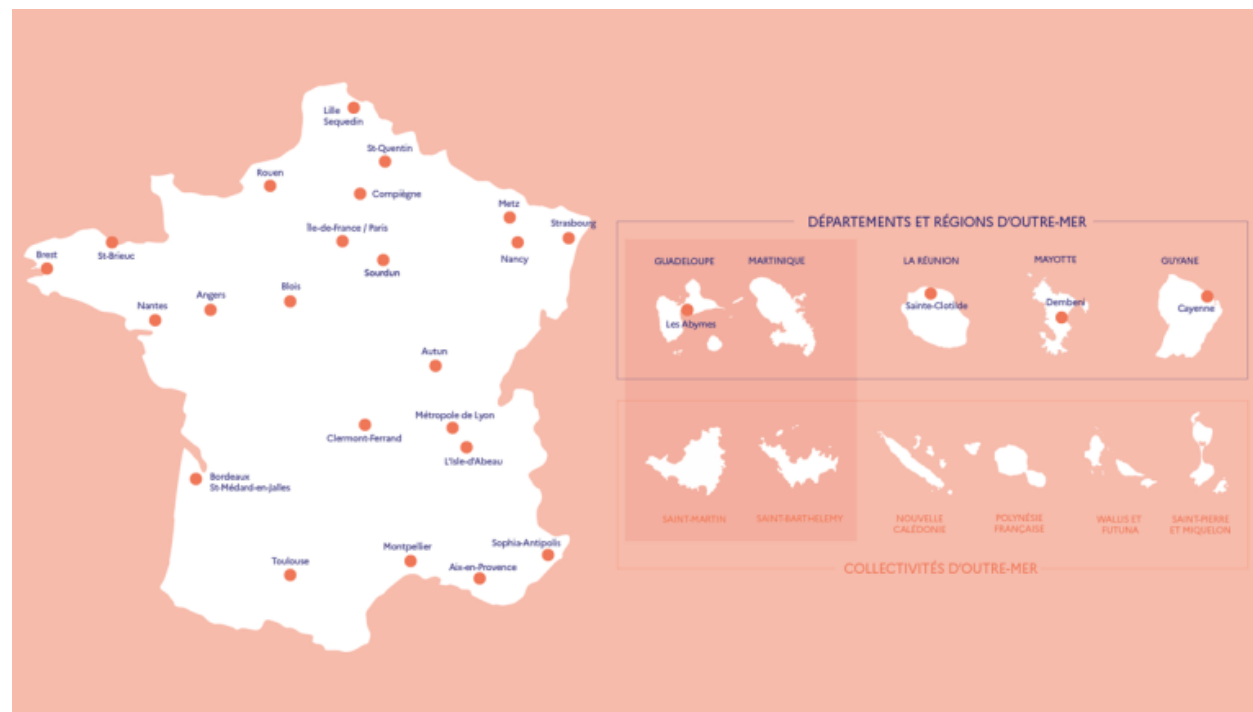 Lille
Sequedin
St-Quentin
Rouen
Compiègne
Metz
Strasbourg
Île-de-France / Paris
Nancy
Brest
St-Brieuc
Sourdun
Blois
Angers
Nantes
Autun
Métropole de Lyon
Clermont-Ferrand
L'Isle-d'Abeau
Bordeaux
St-Médard-en-Jalles
Sophia-Antipolis
Montpellier
Toulouse
Aix-en-Provence
DÉPARTEMENTS ET RÉGIONS D'OUTRE-MER
GUADELOUPE
MARTINIQUE
LA RÉUNION
MAYOTTE
GUYANE
Les Abymes
Sainte-Clotilde
Dembeni
Cayenne
SAINT-MARTIN
SAINT-BARTHELEMY
NOUVELLE
CALÉDONIE
POLYNÉSIE
FRANÇAISE
WALLIS ET
FUTUNA
SAINT-PIERRE
ET MIQUELON
COLLECTIVITÉS D'OUTRE-MER